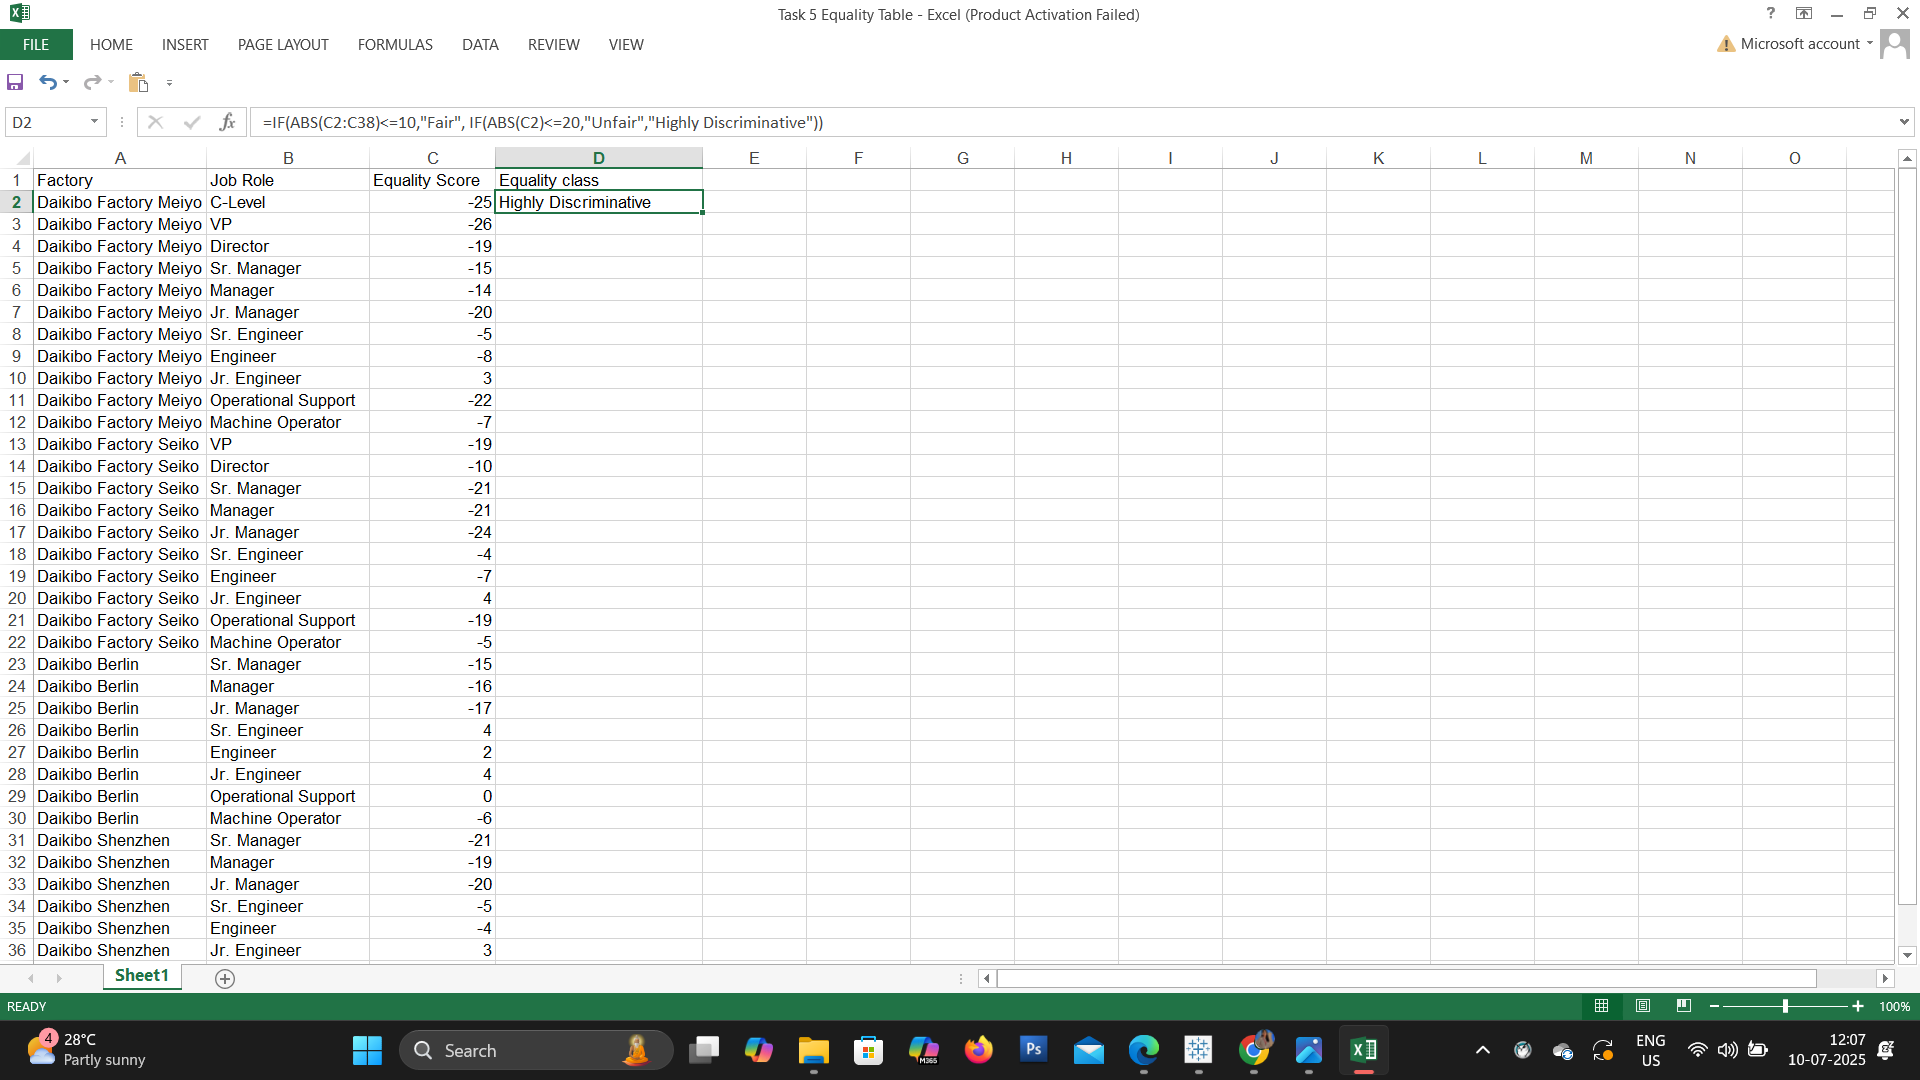 Task 5 Equality Table - Excel (Product Activation Failed)
?
FILE HOME INSERT PAGE LAYOUT FORMULAS DATA REVIEW VIEW
Microsoft account
D2 fx =IF(ABS(C2:C38)<=10,"Fair", IF(ABS(C2)<=20,"Unfair","Highly Discriminative"))
A B C D E F G H I J K L M N O
1 Factory Job Role Equality Score Equality class
2 Daikibo Factory Meiyo C-Level -25 Highly Discriminative
3 Daikibo Factory Meiyo VP -26
4 Daikibo Factory Meiyo Director -19
5 Daikibo Factory Meiyo Sr. Manager -15
6 Daikibo Factory Meiyo Manager -14
7 Daikibo Factory Meiyo Jr. Manager -20
8 Daikibo Factory Meiyo Sr. Engineer -5
9 Daikibo Factory Meiyo Engineer -8
10 Daikibo Factory Meiyo Jr. Engineer 3
11 Daikibo Factory Meiyo Operational Support -22
12 Daikibo Factory Meiyo Machine Operator -7
13 Daikibo Factory Seiko VP -19
14 Daikibo Factory Seiko Director -10
15 Daikibo Factory Seiko Sr. Manager -21
16 Daikibo Factory Seiko Manager -21
17 Daikibo Factory Seiko Jr. Manager -24
18 Daikibo Factory Seiko Sr. Engineer -4
19 Daikibo Factory Seiko Engineer -7
20 Daikibo Factory Seiko Jr. Engineer 4
21 Daikibo Factory Seiko Operational Support -19
22 Daikibo Factory Seiko Machine Operator -5
23 Daikibo Berlin Sr. Manager -15
24 Daikibo Berlin Manager -16
25 Daikibo Berlin Jr. Manager -17
26 Daikibo Berlin Sr. Engineer 4
27 Daikibo Berlin Engineer 2
28 Daikibo Berlin Jr. Engineer 4
29 Daikibo Berlin Operational Support 0
30 Daikibo Berlin Machine Operator -6
31 Daikibo Shenzhen Sr. Manager -21
32 Daikibo Shenzhen Manager -19
33 Daikibo Shenzhen Jr. Manager -20
34 Daikibo Shenzhen Sr. Engineer -5
35 Daikibo Shenzhen Engineer -4
36 Daikibo Shenzhen Jr. Engineer 3
Sheet1
READY 100%
4 28°C
Partly sunny
Search
M365
Ps
ENG
US
12:07
10-07-2025